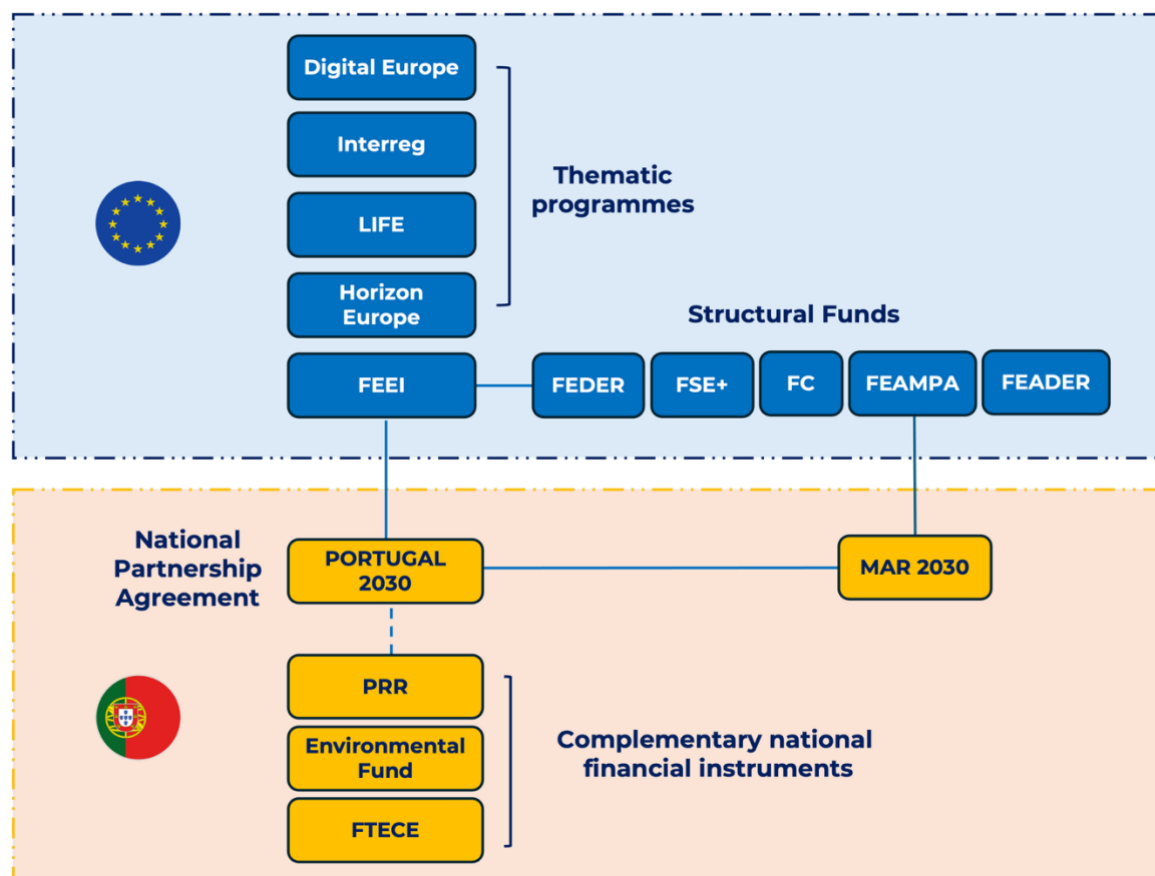 Digital Europe
Interreg
Thematic
programmes
LIFE
Horizon
Europe
Structural Funds
FEEI
FEDER
FSE+
FC
FEAMPA
FEADER
National
Partnership
Agreement
PORTUGAL
2030
MAR 2030
PRR
Environmental
Fund
Complementary national
financial instruments
FTECE